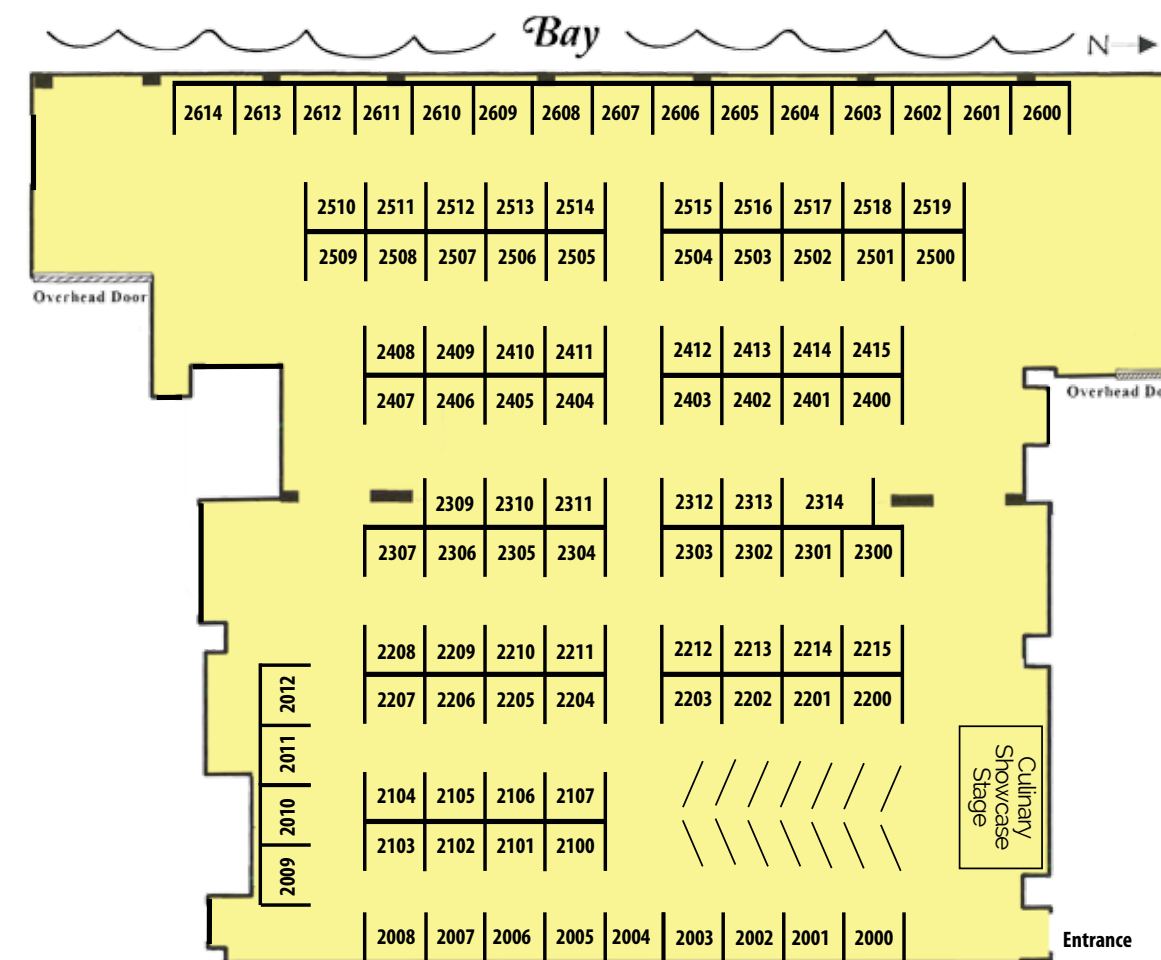 Bay
N
2614 2613 2612 2611 2610 2609 2608 2607 2606 2605 2604 2603 2602 2601 2600
2510 2511 2512 2513 2514 2515 2516 2517 2518 2519
2509 2508 2507 2506 2505 2504 2503 2502 2501 2500
Overhead Door
2408 2409 2410 2411 2412 2413 2414 2415
Overhead Do
2407 2406 2405 2404 2403 2402 2401 2400
2309 2310 2311 2312 2313 2314
2307 2306 2305 2304 2303 2302 2301 2300
2208 2209 2210 2211 2212 2213 2214 2215
2207 2206 2205 2204 2203 2202 2201 2200
2012
2011
2010
2009
Culinary
Showcase
Stage
2104 2105 2106 2107
2103 2102 2101 2100
2008 2007 2006 2005 2004 2003 2002 2001 2000
Entrance